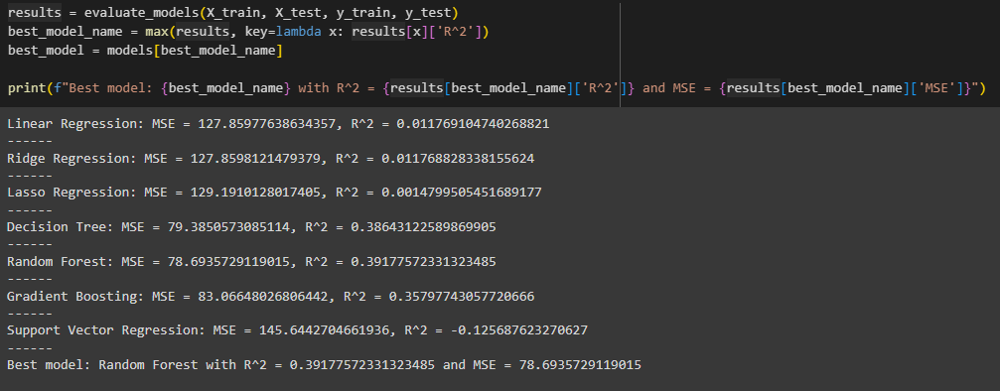 results = evaluate_models(X_train, X_test, y_train, y_test)
best_model_name = max(results, key=lambda x: results[x]['R^2'])
best_model = models[best_model_name]
print(f"Best model: {best_model_name} with R^2 = {results[best_model_name]['R^2']} and MSE = {results[best_model_name]['MSE']}")
Linear Regression: MSE = 127.85977638634357, R^2 = 0.011769104740268821
------
Ridge Regression: MSE = 127.8598121479379, R^2 = 0.011768828338155624
------
Lasso Regression: MSE = 129.1910128017405, R^2 = 0.0014799505451689177
------
Decision Tree: MSE = 79.3850573085114, R^2 = 0.38643122589869905
------
Random Forest: MSE = 78.6935729119015, R^2 = 0.39177572331323485
------
Gradient Boosting: MSE = 83.06648026806442, R^2 = 0.35797743057720666
------
Support Vector Regression: MSE = 145.6442704661936, R^2 = -0.125687623270627
------
Best model: Random Forest with R^2 = 0.39177572331323485 and MSE = 78.6935729119015